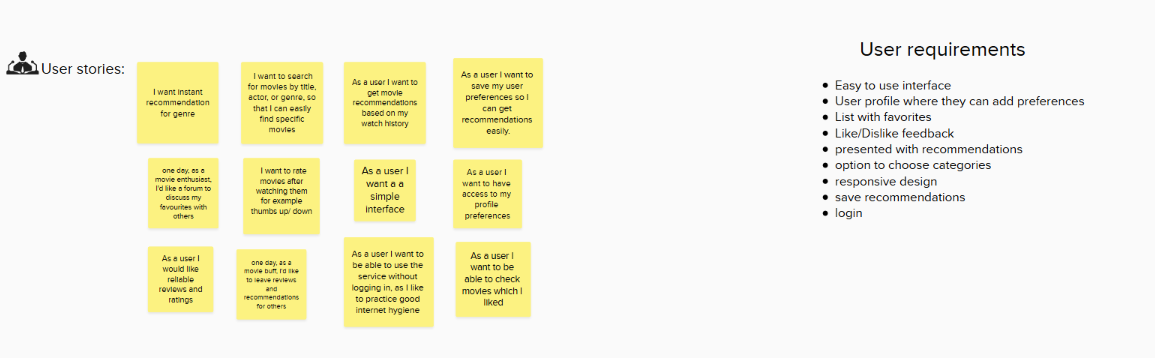 User stories:
I want instant
recommendation
for genre
I want to search
for movies by title,
actor, or genre, so
that I can easily
find specific
movies
As a user I want to
get movie
recommendations
based on my
watch history
As a user I want to
save my user
preferences so I
can get
recommendations
easily.
one day, as a
movie enthusiast,
I'd like a forum to
discuss my
favourites with
others
I want to rate
movies after
watching them
for example
thumbs up/ down
As a user I
want a a
simple
interface
As a user I
want to have
access to my
profile
preferences
As a user I
would like
reliable
reviews and
ratings
one day, as a
movie buff, I'd like
to leave reviews
and
recommendations
for others
As a user I want to
be able to use the
service without
logging in, as I like
to practice good
internet hygiene
As a user I
want to be
able to check
movies which I
liked
User requirements
Easy to use interface
User profile where they can add preferences
List with favorites
Like/Dislike feedback
presented with recommendations
option to choose categories
responsive design
save recommendations
login